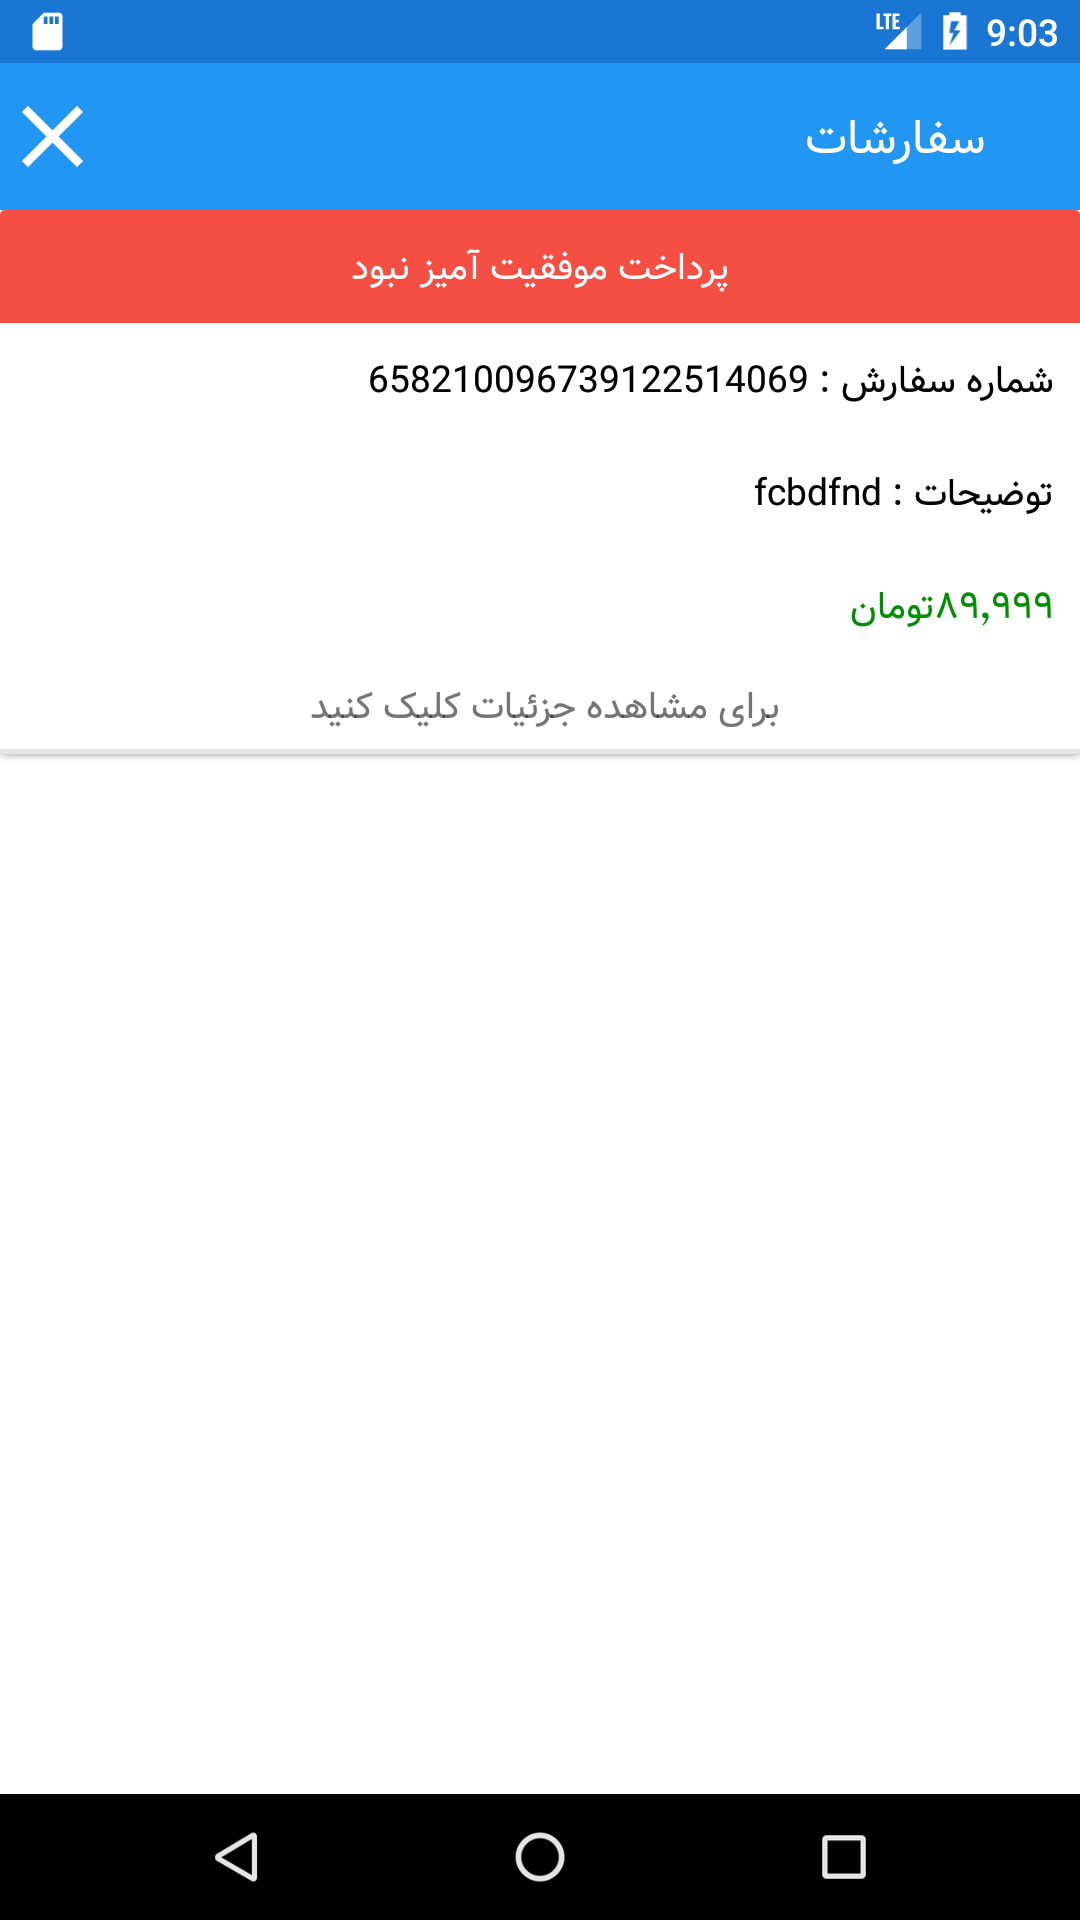 LTE 9:03
سفارشات
پرداخت موفقیت آمیز نبود
شماره سفارش : 658210096739122514069
توضیحات : fcbdfnd
۸۹,۹۹۹تومان
برای مشاهده جزئیات کلیک کنید